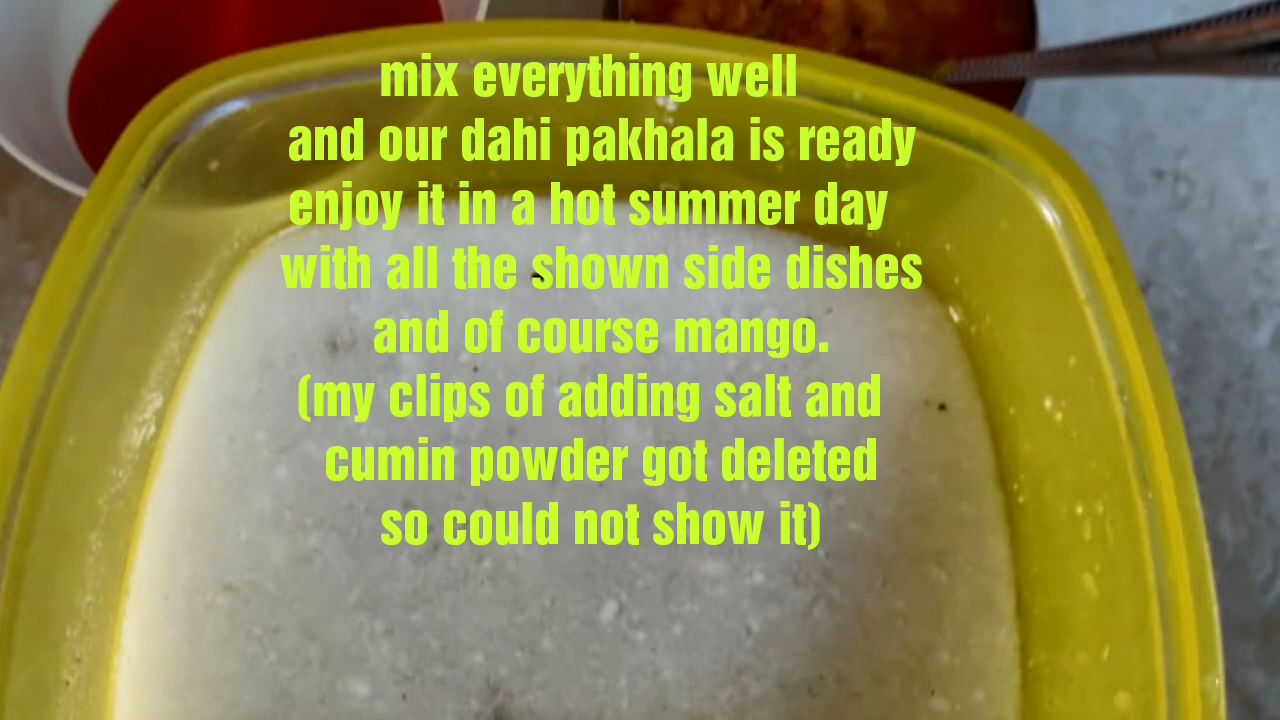 mix everything well
and our dahi pakhala is ready
enjoy it in a hot summer day
with all the shown side dishes
and of course mango.
(my clips of adding salt and
cumin powder got deleted
so could not show it)